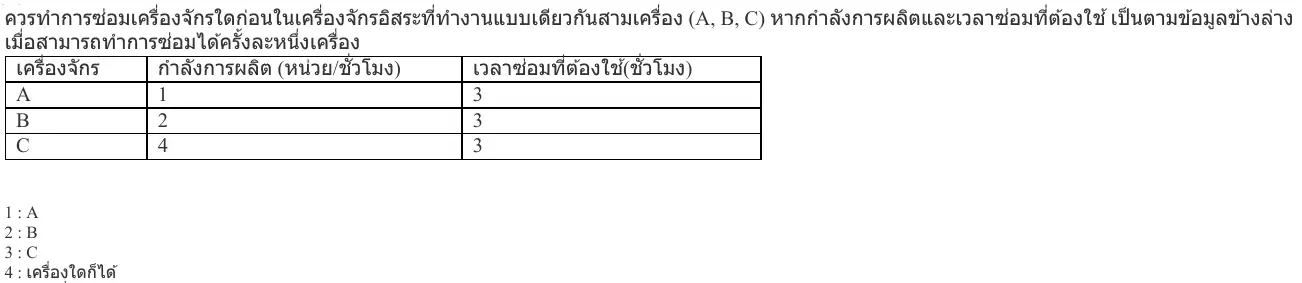 ควรทำการซ่อมเครื่องจักรใดก่อนในเครื่องจักรอิสระที่ทำงานแบบเดียวกันสามเครื่อง (A, B, C) หากกำลังการผลิตและเวลาซ่อมที่ต้องใช้ เป็นตามข้อมูลข้างล่าง
เมื่อสามารถทำการซ่อมได้ครั้งละหนึ่งเครื่อง
เครื่องจักร กำลังการผลิต (หน่วย/ชั่วโมง) เวลาซ่อมที่ต้องใช้(ชั่วโมง)
A 1 3
B 2 3
C 4 3
1 : A
2 : B
3 : C
4 : เครื่องใดก็ได้